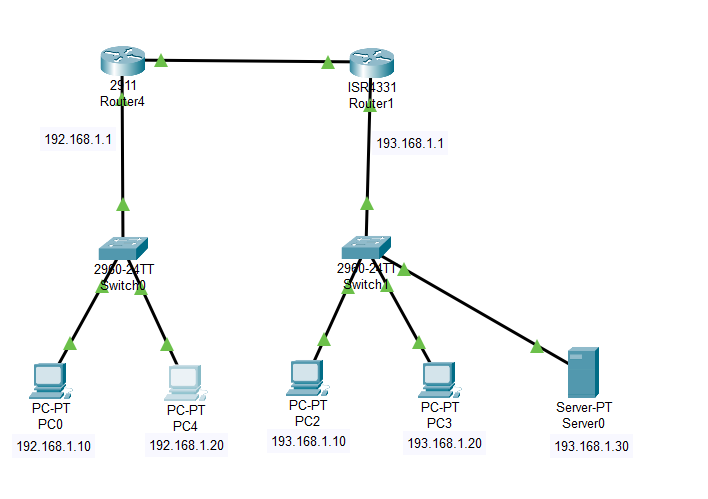 2911
Router4
ISR4331
Router1
192.168.1.1
193.168.1.1
2960-24TT
Switch0
2960-24TT
Switch1
PC-PT
PC0
192.168.1.10
PC-PT
PC4
192.168.1.20
PC-PT
PC2
193.168.1.10
PC-PT
PC3
193.168.1.20
Server-PT
Server0
193.168.1.30